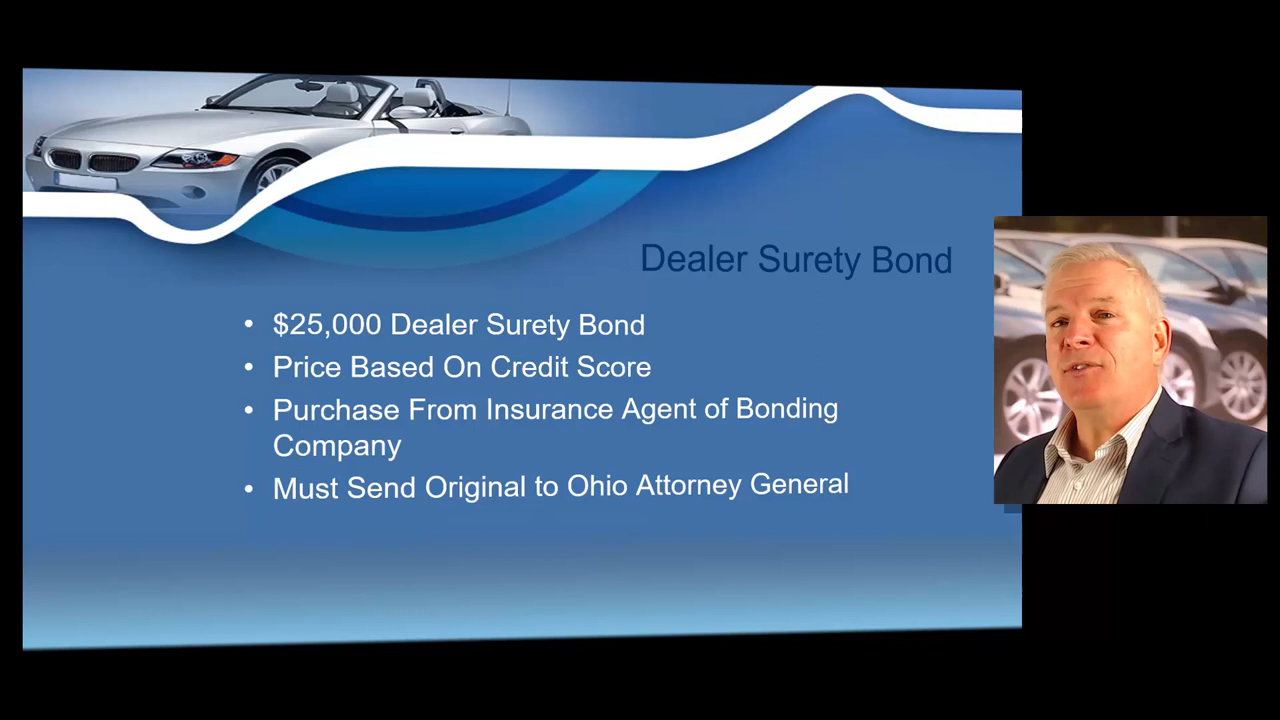 Dealer Surety Bond
• $25,000 Dealer Surety Bond
• Price Based On Credit Score
• Purchase From Insurance Agent of Bonding
Company
• Must Send Original to Ohio Attorney General